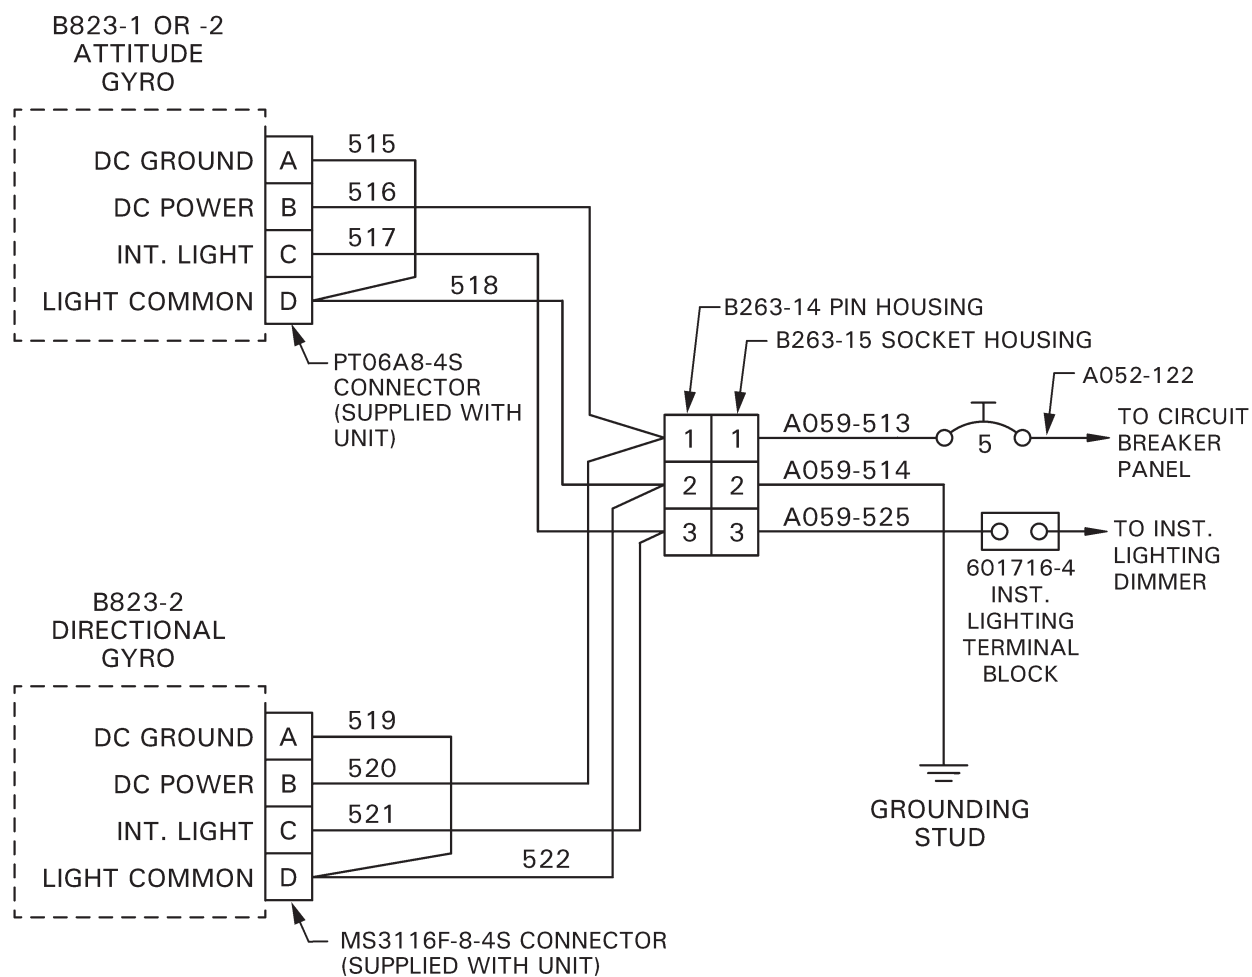 B823-1 OR -2
ATTITUDE
GYRO
DC GROUND A 515
DC POWER B 516
INT. LIGHT C 517
LIGHT COMMON D 518
PT06A8-4S
CONNECTOR
(SUPPLIED WITH
UNIT)
B263-14 PIN HOUSING
B263-15 SOCKET HOUSING
A052-122
1 1 A059-513 5
TO CIRCUIT
BREAKER
PANEL
2 2 A059-514
3 3 A059-525
TO INST.
LIGHTING
DIMMER
601716-4
INST.
LIGHTING
TERMINAL
BLOCK
GROUNDING
STUD
B823-2
DIRECTIONAL
GYRO
DC GROUND A 519
DC POWER B 520
INT. LIGHT C 521
LIGHT COMMON D 522
MS3116F-8-4S CONNECTOR
(SUPPLIED WITH UNIT)